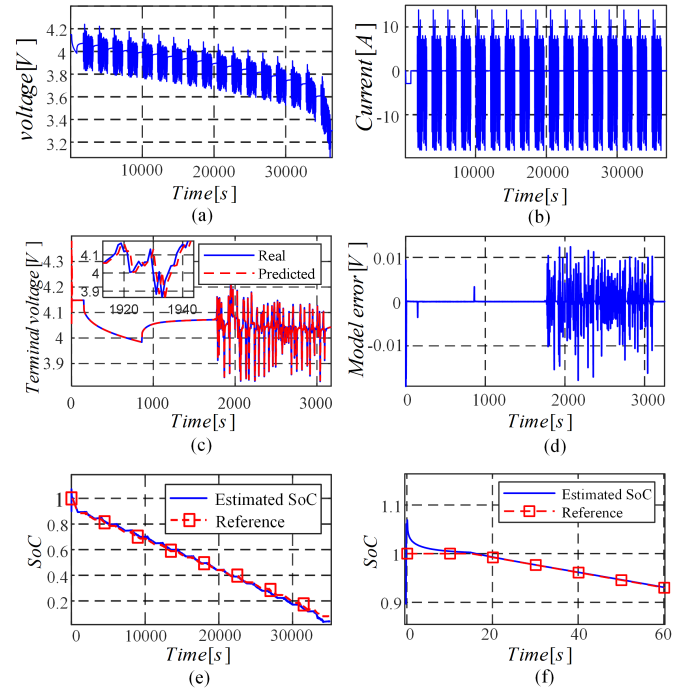 4.2
4
3.8
3.6
3.4
3.2
voltage[V]
10000
20000
30000
Time[s]
(a)
10
0
-10
Current[A]
10000
20000
30000
Time[s]
(b)
4.3
4.2
4.1
4
3.9
Terminal voltage[V]
4.1
4
3.9
1920
1940
Real
Predicted
0
1000
2000
3000
Time[s]
(c)
0.01
0
-0.01
Model error[V]
0
1000
2000
3000
Time[s]
(d)
1
0.8
0.6
0.4
0.2
SoC
Estimated SoC
Reference
0
10000
20000
30000
Time[s]
(e)
1.1
1
0.9
SoC
Estimated SoC
Reference
0
20
40
60
Time[s]
(f)